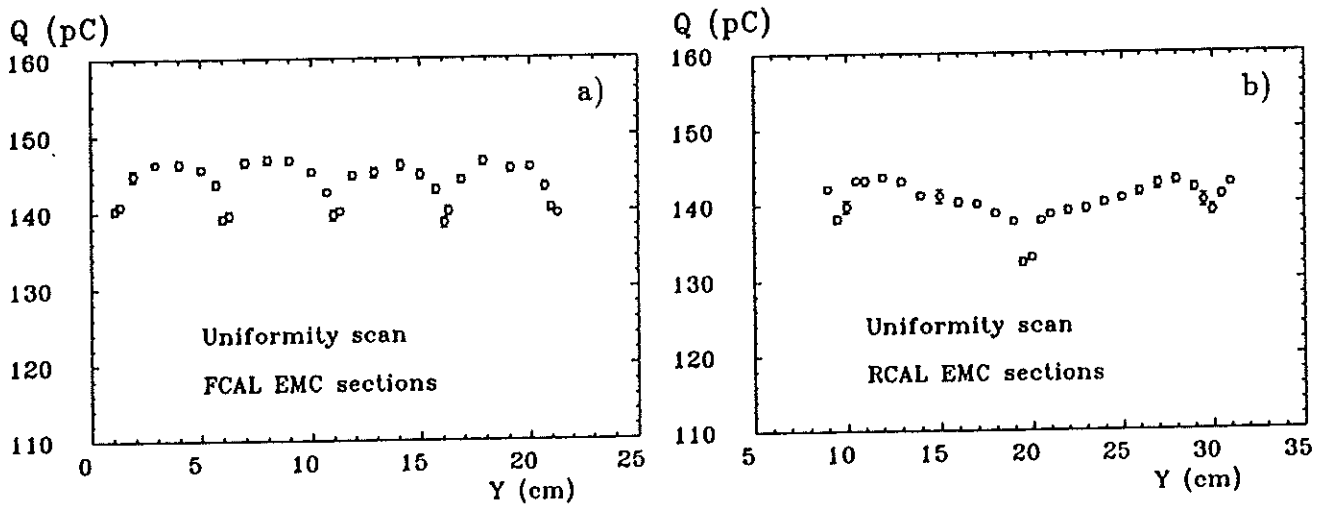 Q (pC)
160
150
140
130
120
110
a)
Uniformity scan
FCAL EMC sections
0 5 10 15 20 25
Y (cm)
Q (pC)
160
150
140
130
120
110
b)
Uniformity scan
RCAL EMC sections
5 10 15 20 25 30 35
Y (cm)